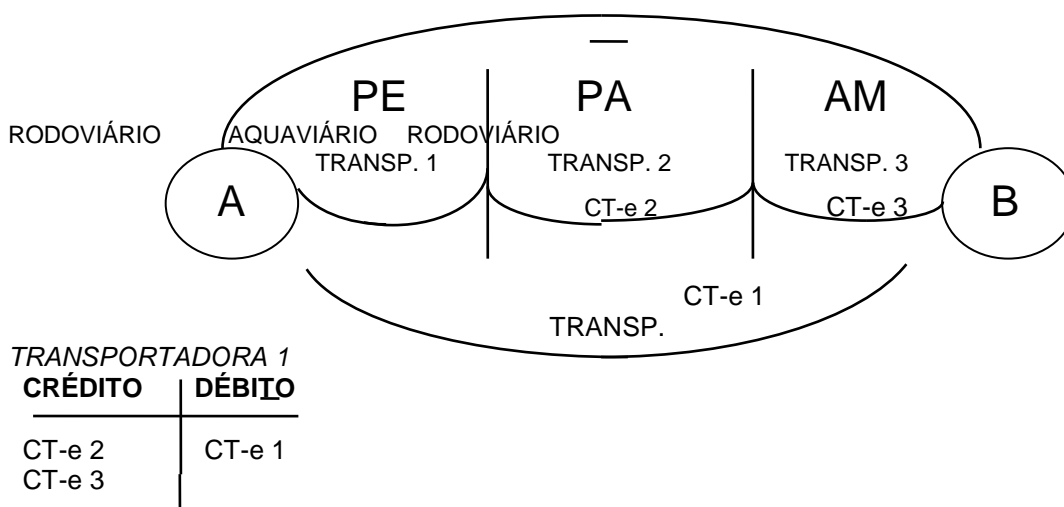 PE PA AM
RODOVIÁRIO AQUAVIÁRIO RODOVIÁRIO
TRANSP. 1 TRANSP. 2 TRANSP. 3
A CT-e 2 CT-e 3 B
CT-e 1
TRANSP.
TRANSPORTADORA 1
CRÉDITO DÉBITO
CT-e 2 CT-e 1
CT-e 3